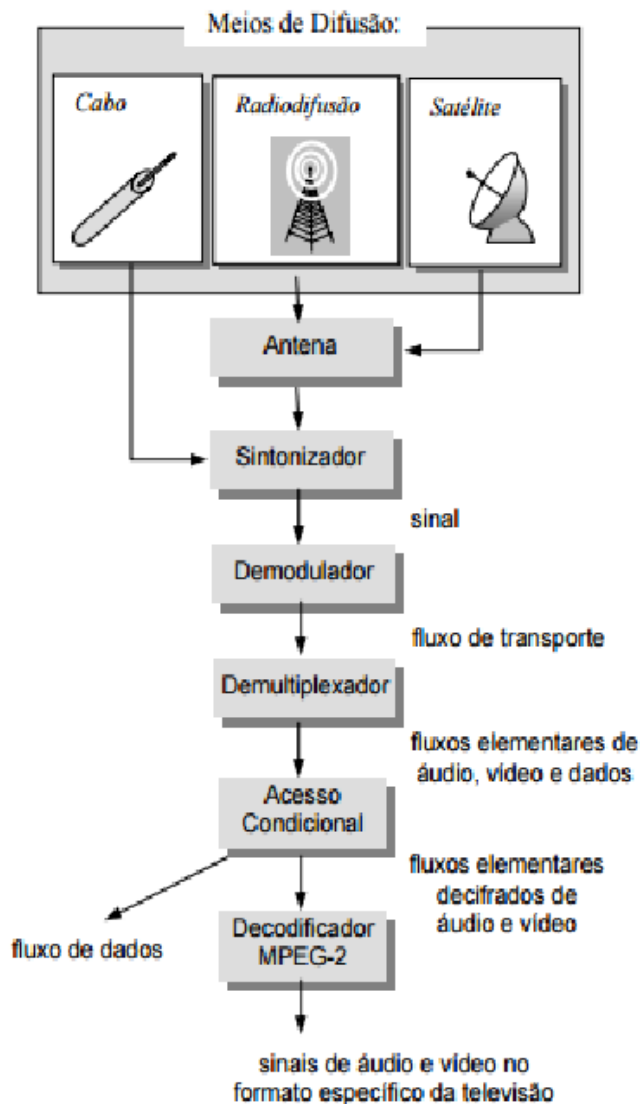 Meios de Difusão:
Cabo
Radiodifusão
Satélite
Antena
Sintonizador
sinal
Demodulador
fluxo de transporte
Demultiplexador
fluxos elementares de
áudio, vídeo e dados
Acesso
Condicional
fluxos elementares
decifrados de
áudio e vídeo
fluxo de dados
Decodificador
MPEG-2
sinais de áudio e vídeo no
formato específico da televisão